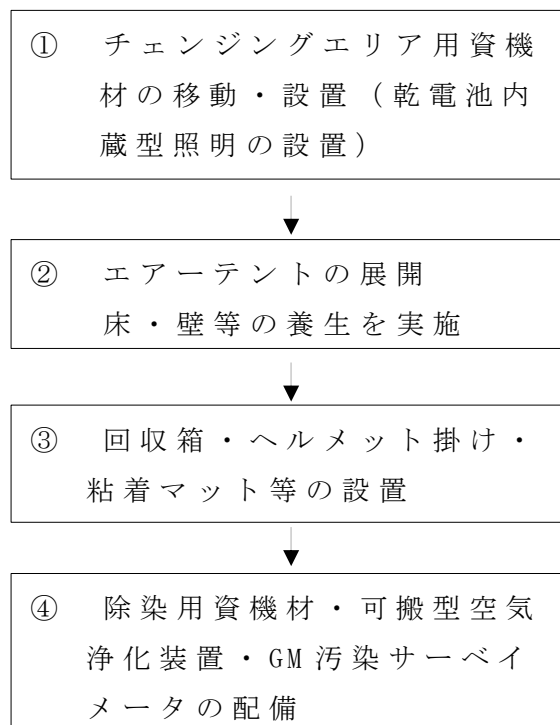 ① チェンジングエリア用資機
材の移動・設置（乾電池内
蔵型照明の設置）
② エアーテントの展開
床・壁等の養生を実施
③ 回収箱・ヘルメット掛け・
粘着マット等の設置
④ 除染用資機材・可搬型空気
浄化装置・GM汚染サーベイ
メータの配備